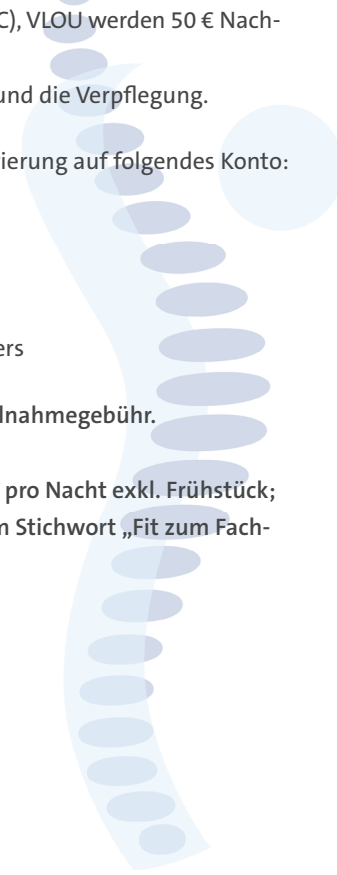 C), VLOU werden 50 € Nach-
und die Verpflegung.
ierung auf folgendes Konto:
ers
lnahmegebühr.
pro Nacht exkl. Frühstück;
n Stichwort „Fit zum Fach-